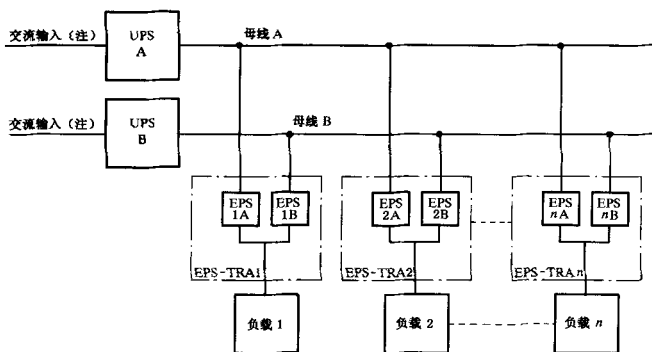 交流输入（注）
UPS
A
母线 A
交流输入（注）
UPS
B
母线 B
EPS
1A
EPS
1B
EPS
2A
EPS
2B
EPS
nA
EPS
nB
EPS-TRA1
EPS-TRA2
EPS-TRAn
负载 1
负载 2
负载 n